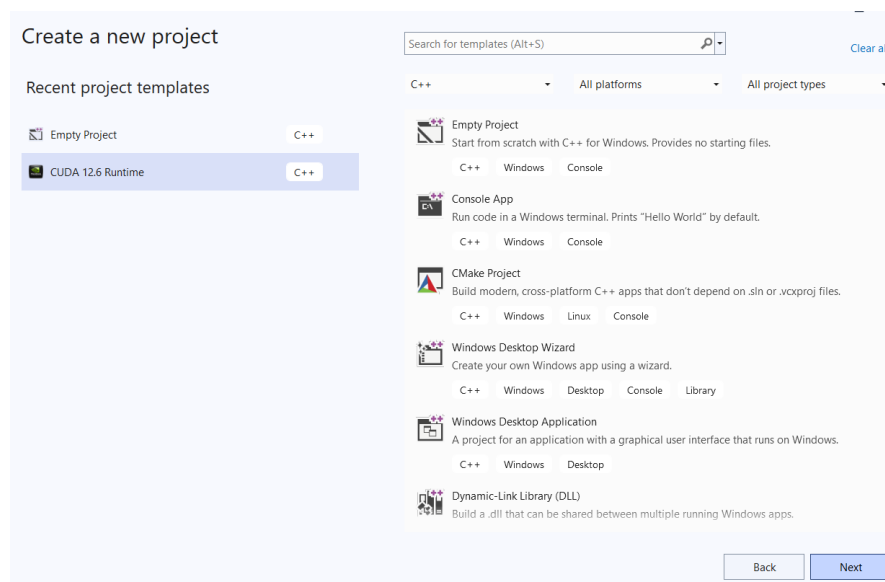 Create a new project
Search for templates (Alt+S)
Clear al
Recent project templates
C++
All platforms
All project types
Empty Project
C++
CUDA 12.6 Runtime
C++
Empty Project
Start from scratch with C++ for Windows. Provides no starting files.
C++ Windows Console
Console App
Run code in a Windows terminal. Prints "Hello World" by default.
C++ Windows Console
CMake Project
Build modern, cross-platform C++ apps that don't depend on .sln or .vcxproj files.
C++ Windows Linux Console
Windows Desktop Wizard
Create your own Windows app using a wizard.
C++ Windows Desktop Console Library
Windows Desktop Application
A project for an application with a graphical user interface that runs on Windows.
C++ Windows Desktop
Dynamic-Link Library (DLL)
Build a .dll that can be shared between multiple running Windows apps.
Back
Next